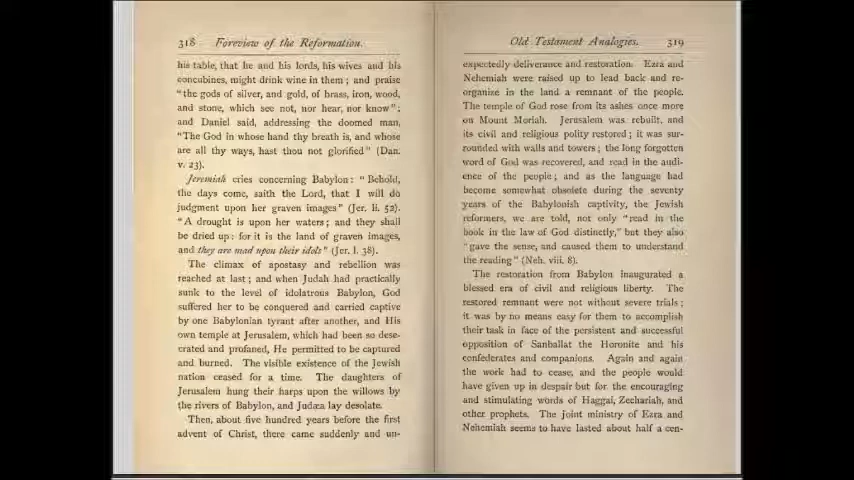 318 Foreview of the Reformation.
his table, that he and his lords, his wives and his
concubines, might drink wine in them ; and praise
“the gods of silver, and gold, of brass, iron, wood,
and stone, which see not, nor hear, nor know” ;
and Daniel said, addressing the doomed man,
“The God in whose hand thy breath is, and whose
are all thy ways, hast thou not glorified” (Dan.
v. 23).
Jeremiah cries concerning Babylon : “Behold,
the days come, saith the Lord, that I will do
judgment upon her graven images” (Jer. li. 52).
“A drought is upon her waters ; and they shall
be dried up : for it is the land of graven images,
and they are mad upon their idols” (Jer. l. 38).
The climax of apostasy and rebellion was
reached at last ; and when Judah had practically
sunk to the level of idolatrous Babylon, God
suffered her to be conquered and carried captive
by one Babylonian tyrant after another, and His
own temple at Jerusalem, which had been so dese-
crated and profaned, He permitted to be captured
and burned. The visible existence of the Jewish
nation ceased for a time. The daughters of
Jerusalem hung their harps upon the willows by
the rivers of Babylon, and Judæa lay desolate.
Then, about five hundred years before the first
advent of Christ, there came suddenly and un-
Old Testament Analogies. 319
expectedly deliverance and restoration. Ezra and
Nehemiah were raised up to lead back and re-
organize in the land a remnant of the people.
The temple of God rose from its ashes once more
on Mount Moriah. Jerusalem was rebuilt, and
its civil and religious polity restored ; it was sur-
rounded with walls and towers ; the long forgotten
word of God was recovered, and read in the audi-
ence of the people ; and as the language had
become somewhat obsolete during the seventy
years of the Babylonish captivity, the Jewish
reformers, we are told, not only “read in the
book in the law of God distinctly,” but they also
“gave the sense, and caused them to understand
the reading” (Neh. viii. 8).
The restoration from Babylon inaugurated a
blessed era of civil and religious liberty. The
restored remnant were not without severe trials ;
it was by no means easy for them to accomplish
their task in face of the persistent and successful
opposition of Sanballat the Horonite and his
confederates and companions. Again and again
the work had to cease, and the people would
have given up in despair but for the encouraging
and stimulating words of Haggai, Zechariah, and
other prophets. The joint ministry of Ezra and
Nehemiah seems to have lasted about half a cen-